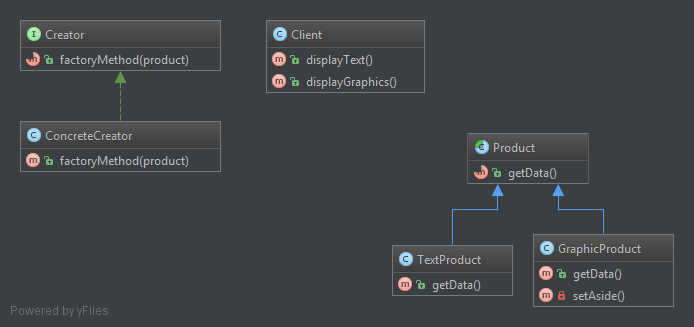 Creator
factoryMethod(product)
Client
displayText()
displayGraphics()
ConcreteCreator
factoryMethod(product)
Product
getData()
TextProduct
getData()
GraphicProduct
getData()
setAside()
Powered by yFiles